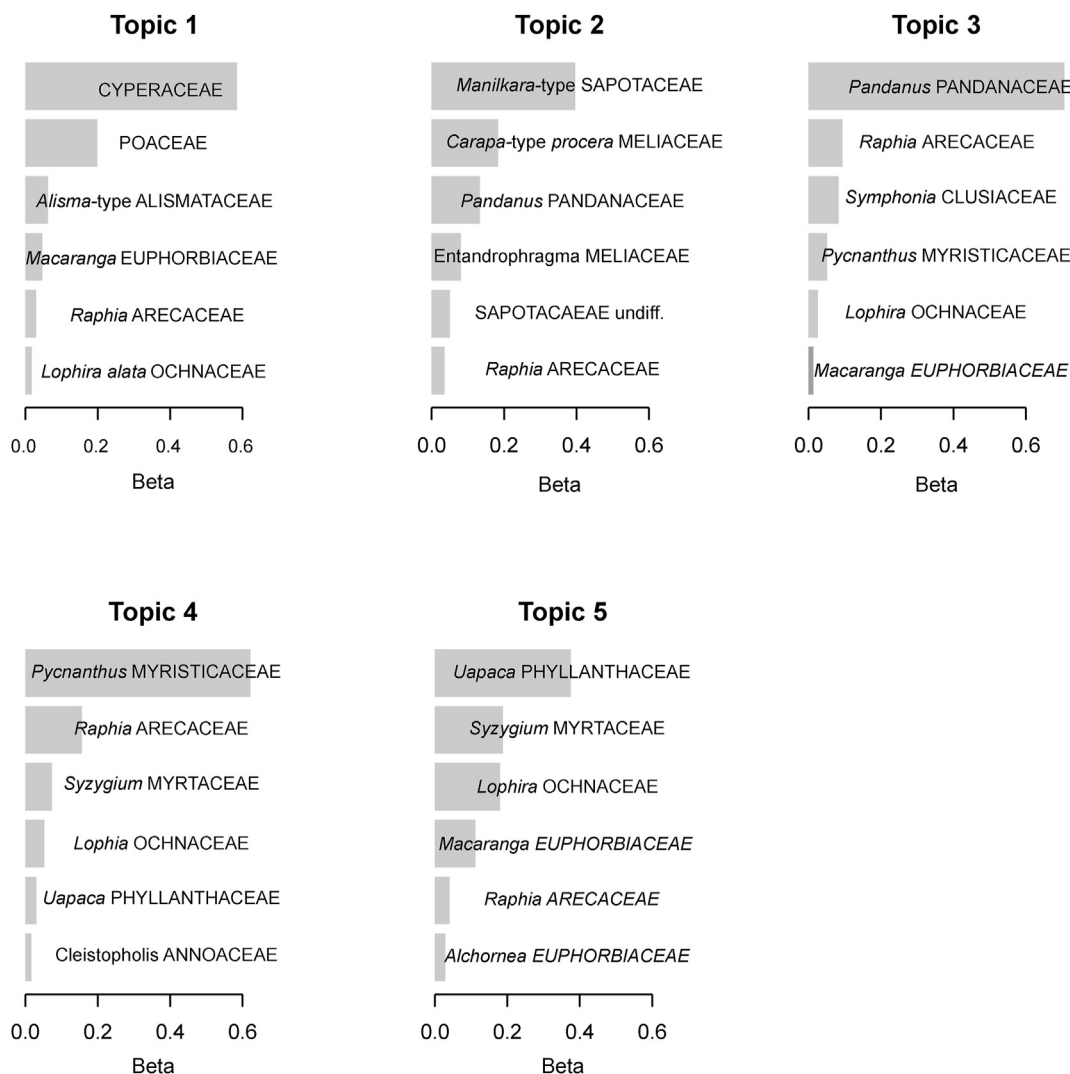 Topic 1
CYPERACEAE
POACEAE
Alisma-type ALISMATACEAE
Macaranga EUPHORBIACEAE
Raphia ARECACEAE
Lophira alata OCHNACEAE
0.0 0.2 0.4 0.6
Beta
Topic 2
Manilkara-type SAPOTACEAE
Carapa-type procera MELIACEAE
Pandanus PANDANACEAE
Entandrophragma MELIACEAE
SAPOTACAEAE undiff.
Raphia ARECACEAE
0.0 0.2 0.4 0.6
Beta
Topic 3
Pandanus PANDANACEAE
Raphia ARECACEAE
Symphonia CLUSIACEAE
Pycnanthus MYRISTICACEAE
Lophira OCHNACEAE
Macaranga EUPHORBIACEAE
0.0 0.2 0.4 0.6
Beta
Topic 4
Pycnanthus MYRISTICACEAE
Raphia ARECACEAE
Syzygium MYRTACEAE
Lophia OCHNACEAE
Uapaca PHYLLANTHACEAE
Cleistopholis ANNOACEAE
0.0 0.2 0.4 0.6
Beta
Topic 5
Uapaca PHYLLANTHACEAE
Syzygium MYRTACEAE
Lophira OCHNACEAE
Macaranga EUPHORBIACEAE
Raphia ARECACEAE
Alchornea EUPHORBIACEAE
0.0 0.2 0.4 0.6
Beta